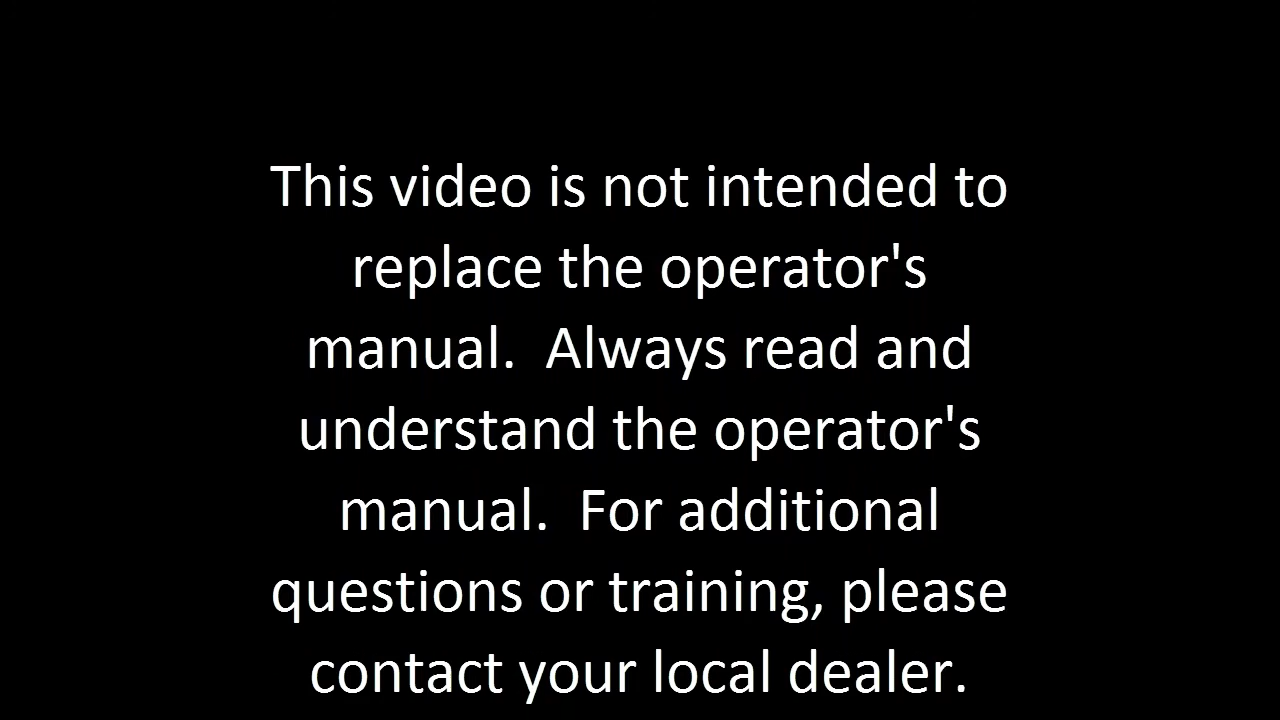 This video is not intended to
replace the operator's
manual.  Always read and
understand the operator's
manual.  For additional
questions or training, please
contact your local dealer.